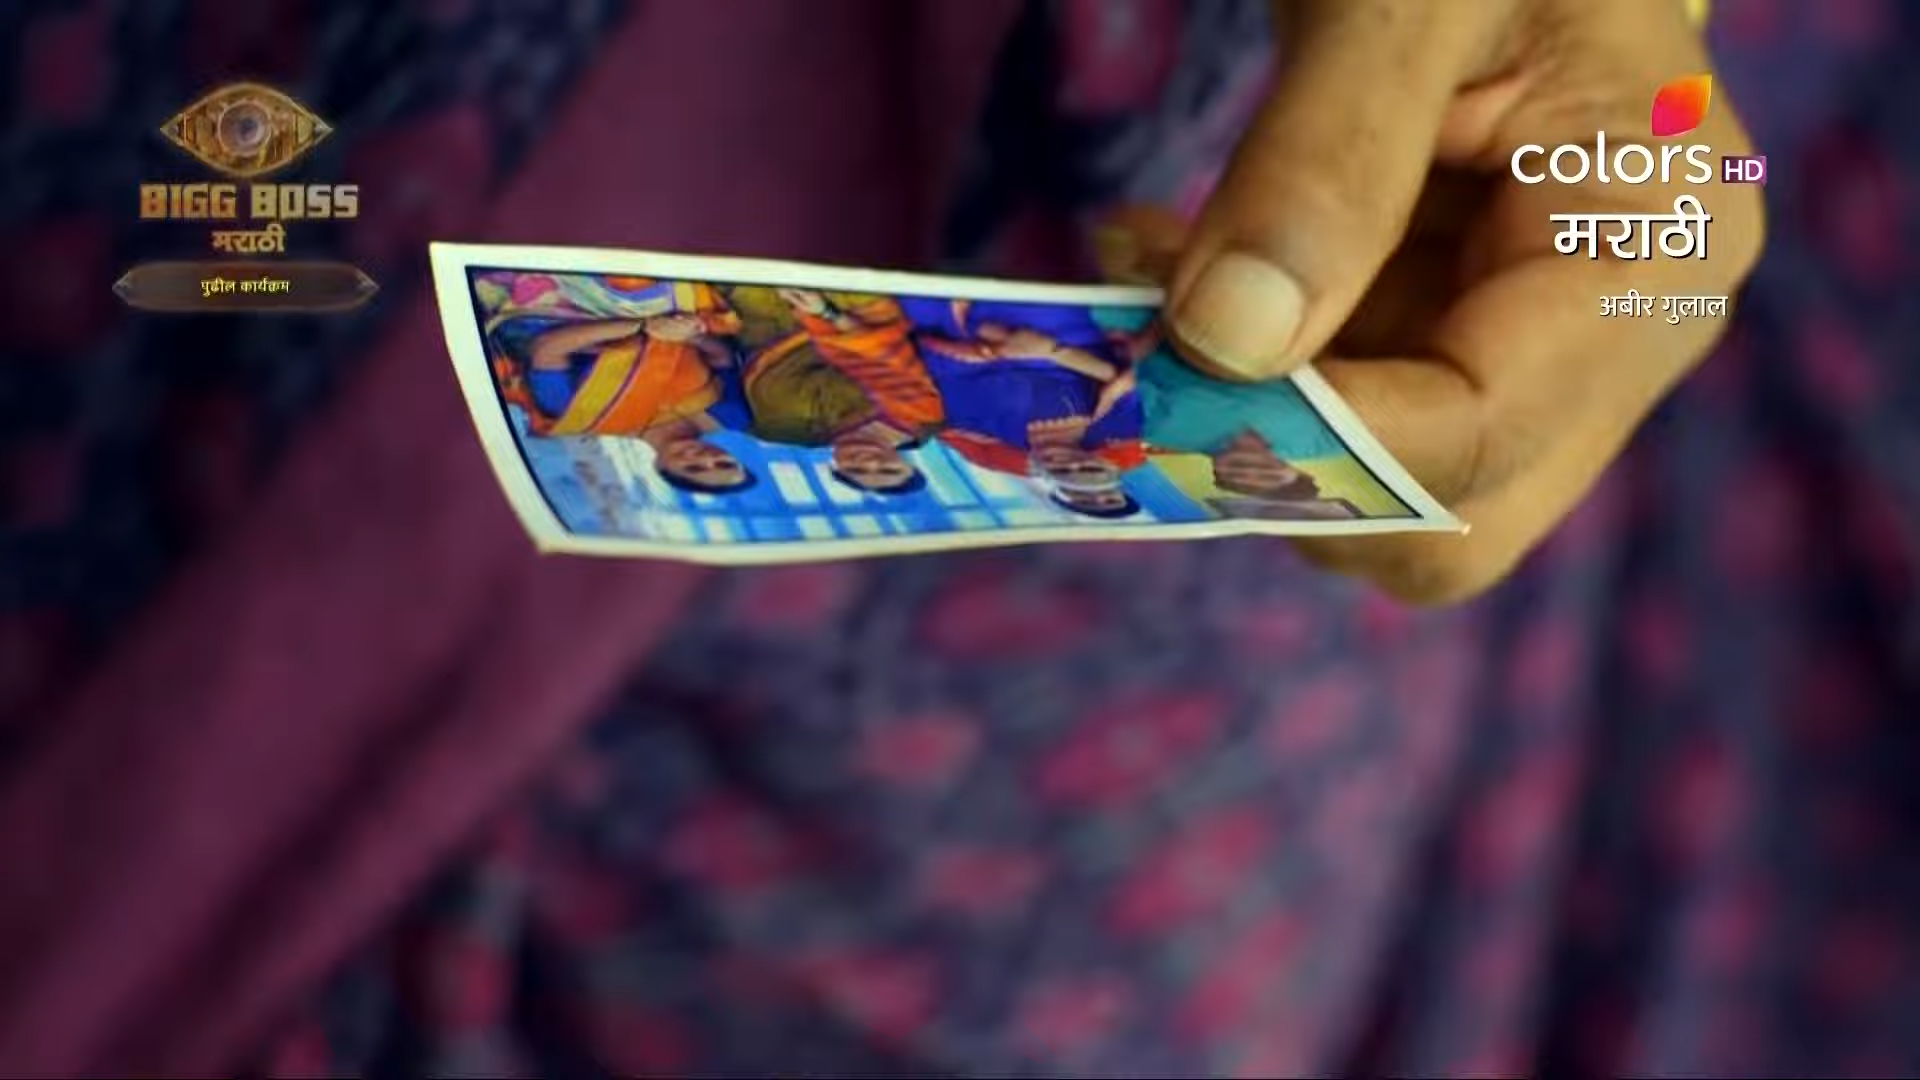 BIGG BOSS
मराठी
पुढील कार्यक्रम
colors HD
मराठी
अबीर गुलाल